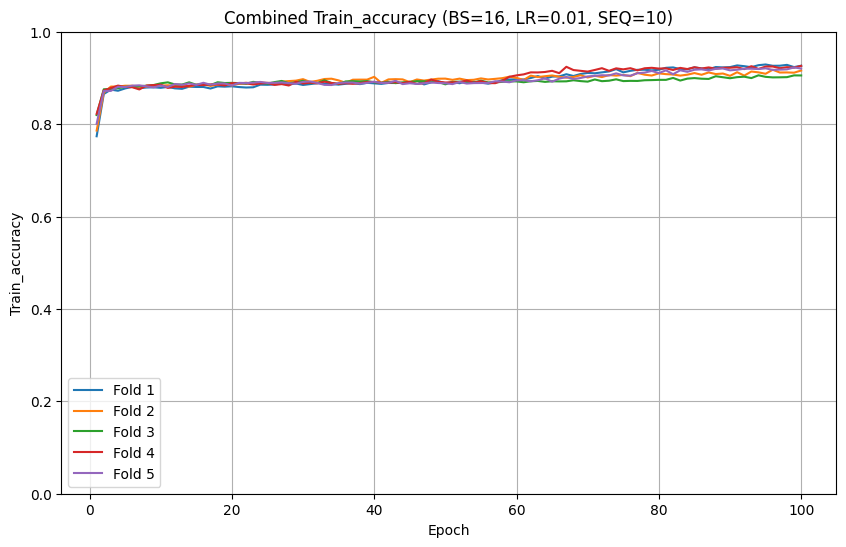 Combined Train_accuracy (BS=16, LR=0.01, SEQ=10)
Train_accuracy
1.0
0.8
0.6
0.4
0.2
0.0
Fold 1
Fold 2
Fold 3
Fold 4
Fold 5
0 20 40 60 80 100
Epoch